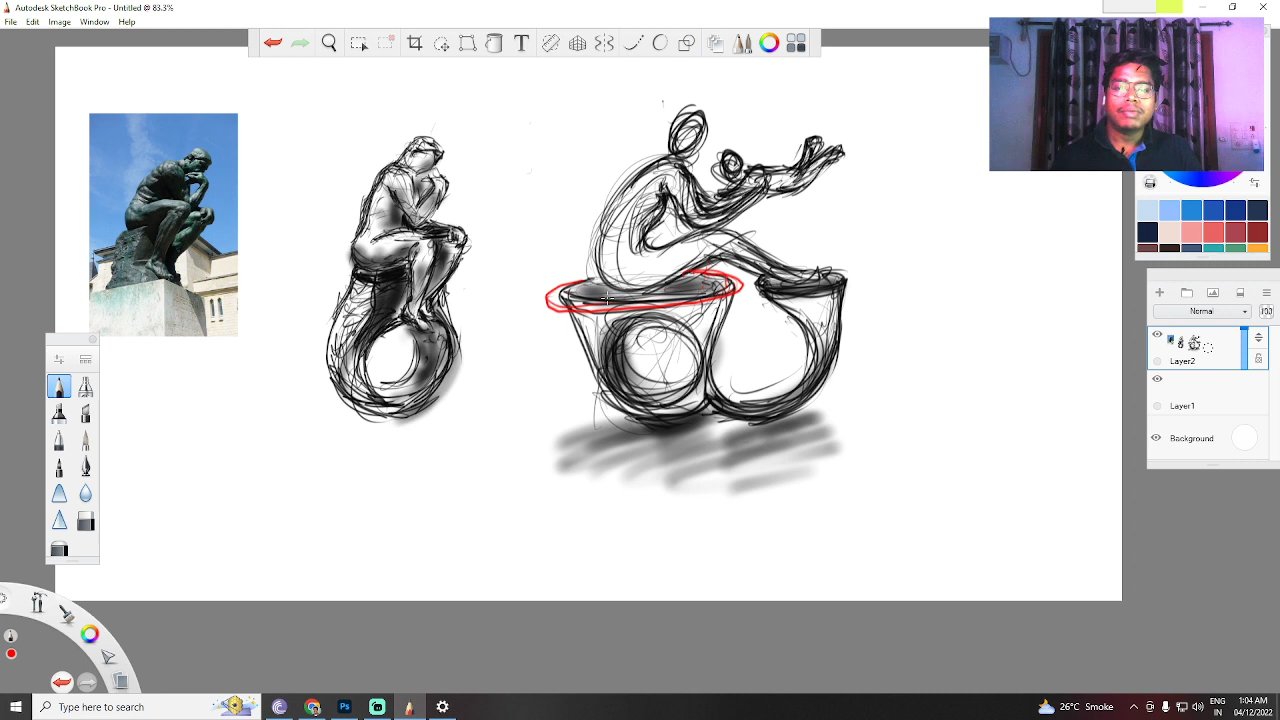 Autodesk SketchBook Pro - Untitled @ 83.3%
File Edit Image Window Help
T
Normal
Layer2
Layer1
Background
Type here to search
Ps
26°C Smoke
ENG
IN
1:04 AM
04/12/2022